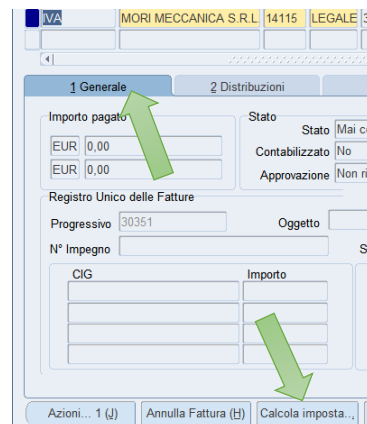 IVA MORI MECCANICA S.R.L 14115 LEGALE
1 Generale 2 Distribuzioni
Importo pagato Stato
Stato Mai
EUR 0,00 Contabilizzato No
EUR 0,00 Approvazione Non
Registro Unico delle Fatture
Progressivo 30351 Oggetto
N° Impegno
CIG Importo
Azioni... 1 (J) Annulla Fattura (H) Calcola imposta...